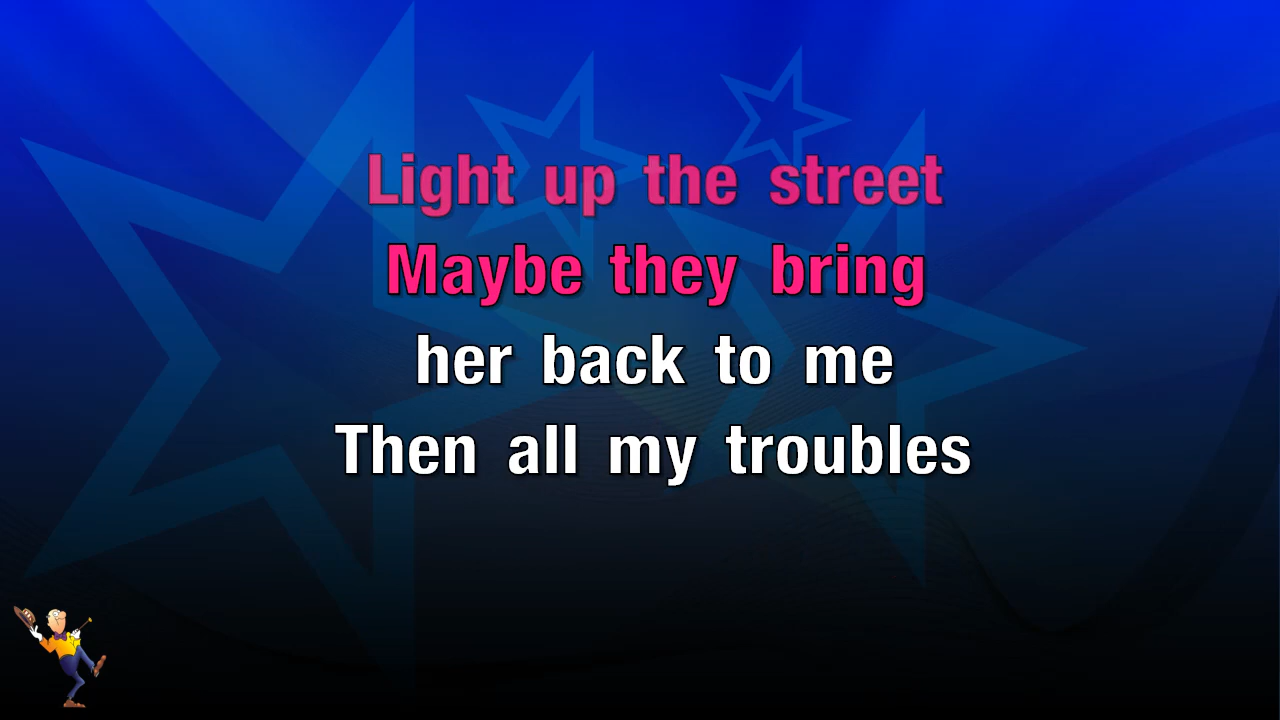 Light up the street
Maybe they bring
her back to me
Then all my troubles